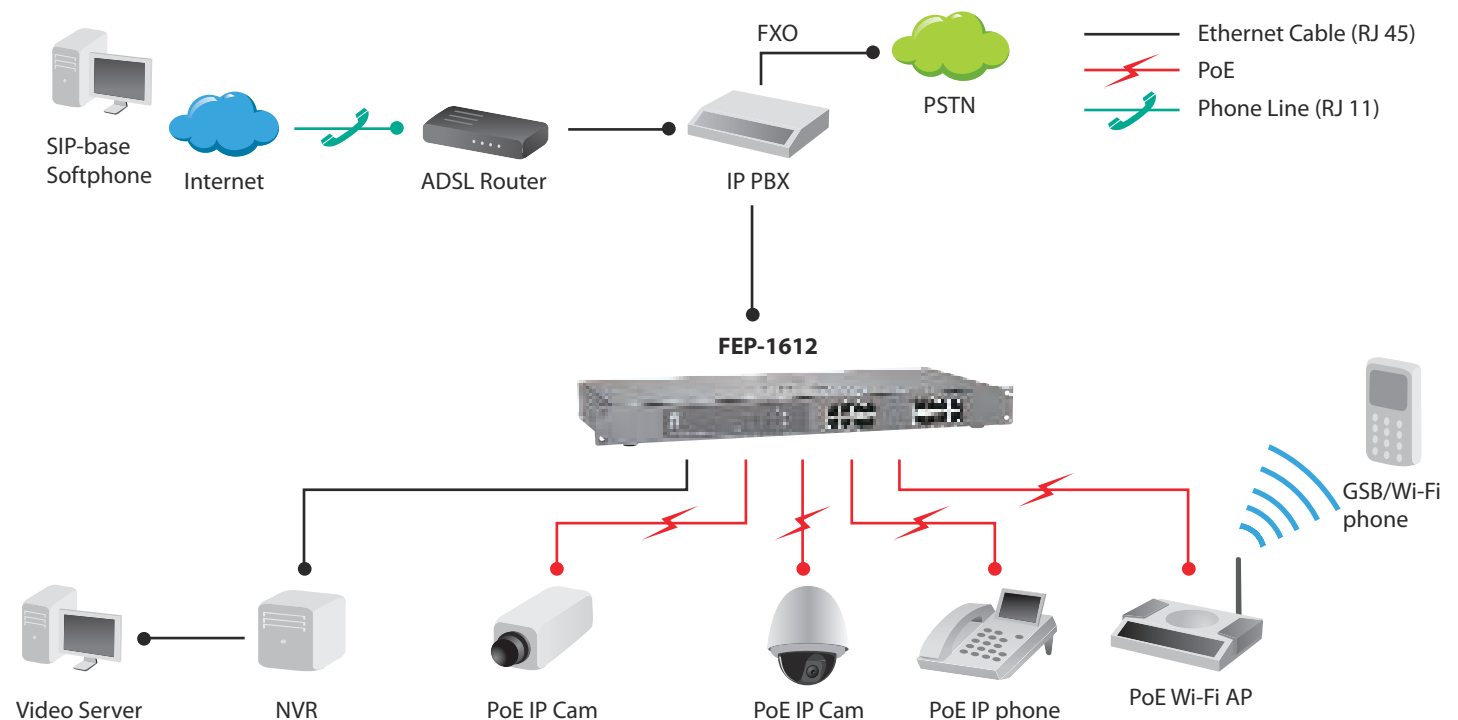 FXO
Ethernet Cable (RJ 45)
PoE
Phone Line (RJ 11)
PSTN
SIP-base
Softphone
Internet
ADSL Router
IP PBX
FEP-1612
GSB/Wi-Fi
phone
Video Server
NVR
PoE IP Cam
PoE IP Cam
PoE IP phone
PoE Wi-Fi AP